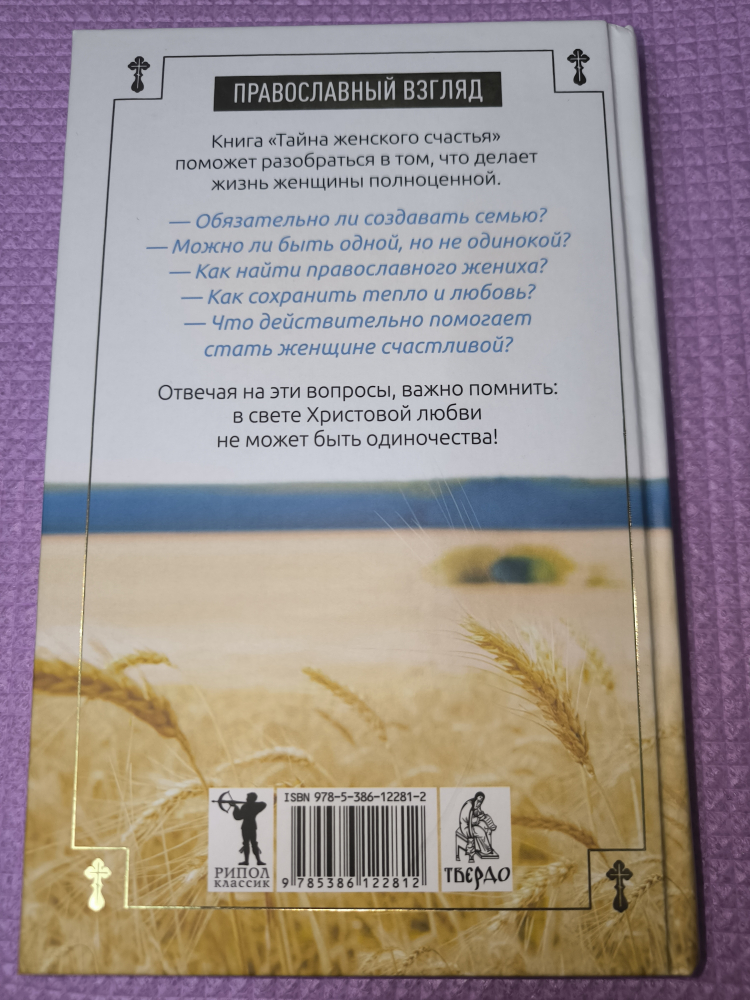 ПРАВОСЛАВНЫЙ ВЗГЛЯД
Книга «Тайна женского счастья»
поможет разобраться в том, что делает
жизнь женщины полноценной.
— Обязательно ли создавать семью?
— Можно ли быть одной, но не одинокой?
— Как найти православного жениха?
— Как сохранить тепло и любовь?
— Что действительно помогает
стать женщине счастливой?
Отвечая на эти вопросы, важно помнить:
в свете Христовой любви
не может быть одиночества!
РИПОЛ
КЛАССИК
ISBN 978-5-386-12281-2
9 785386 122812
ТВЕРДО